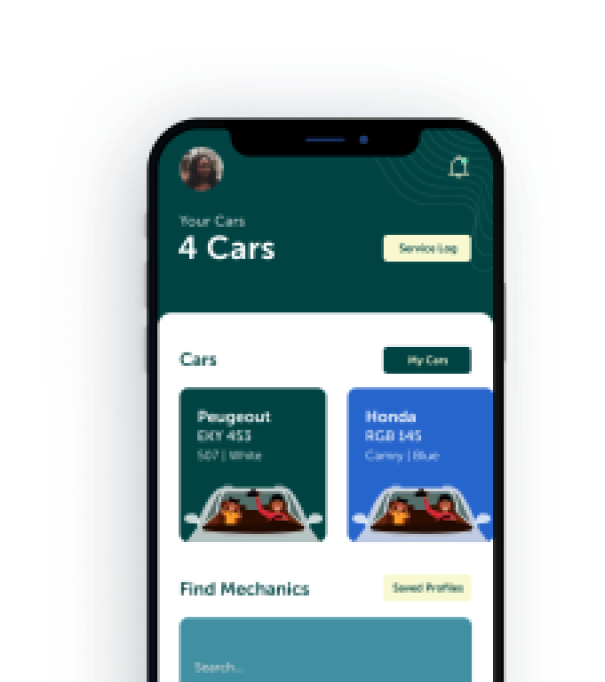 Your Cars
4 Cars
Service Log
Cars
My Cars
Peugeout
EKY 453
507 | White
Honda
RGB 145
Camry | Blue
Find Mechanics
Saved Profiles
Search...